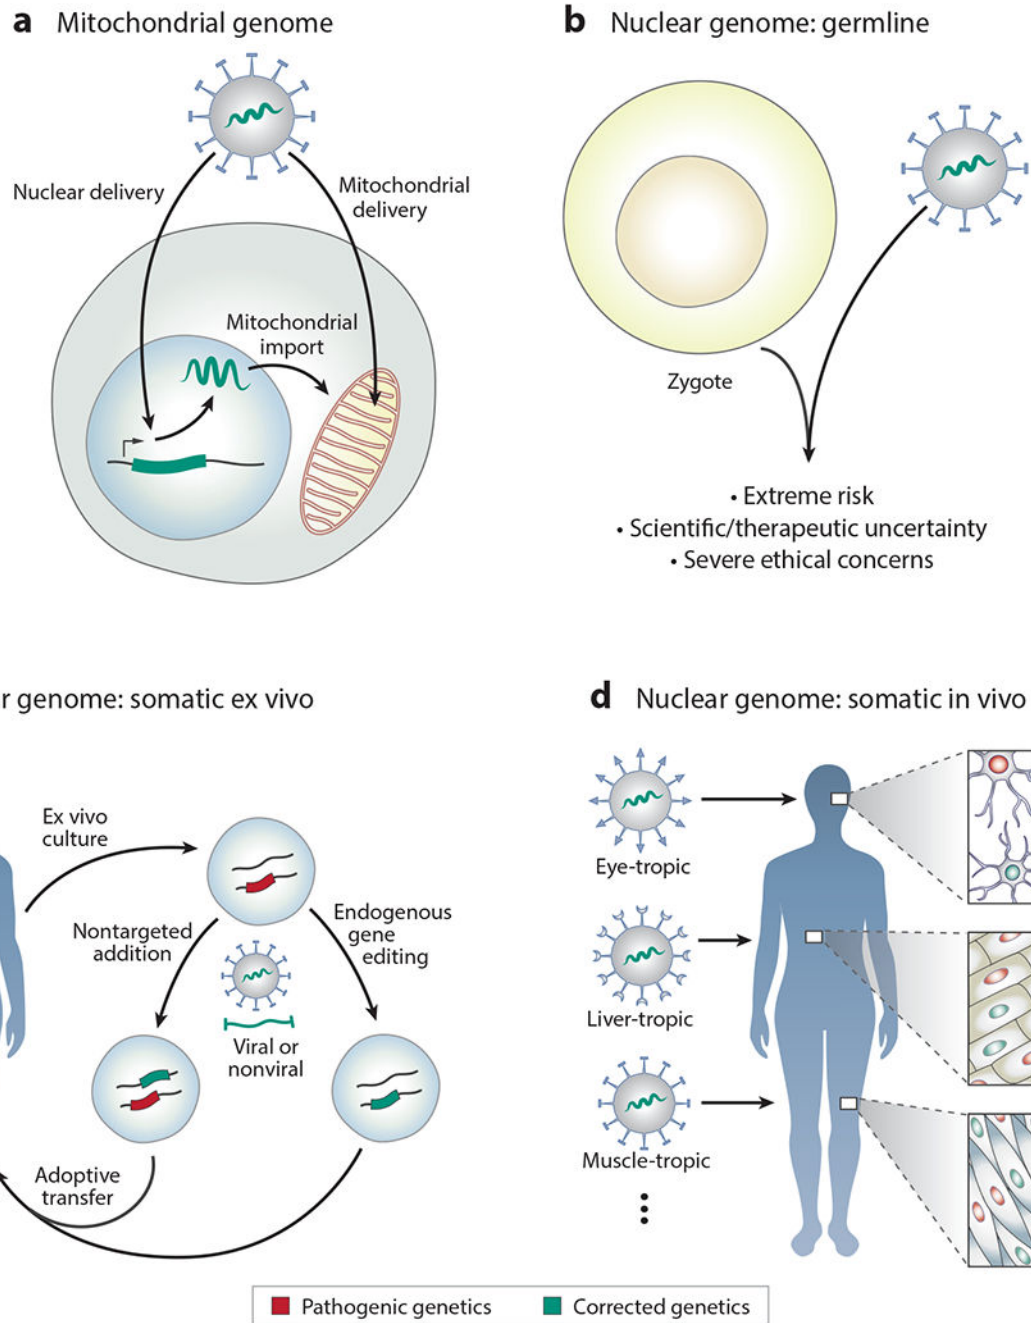 a Mitochondrial genome
Nuclear delivery
Mitochondrial
delivery
Mitochondrial
import
b Nuclear genome: germline
Zygote
• Extreme risk
• Scientific/therapeutic uncertainty
• Severe ethical concerns
r genome: somatic ex vivo
Ex vivo
culture
Nontargeted
addition
Endogenous
gene
editing
Viral or
nonviral
Adoptive
transfer
d Nuclear genome: somatic in vivo
Eye-tropic
Liver-tropic
Muscle-tropic
Pathogenic genetics
Corrected genetics